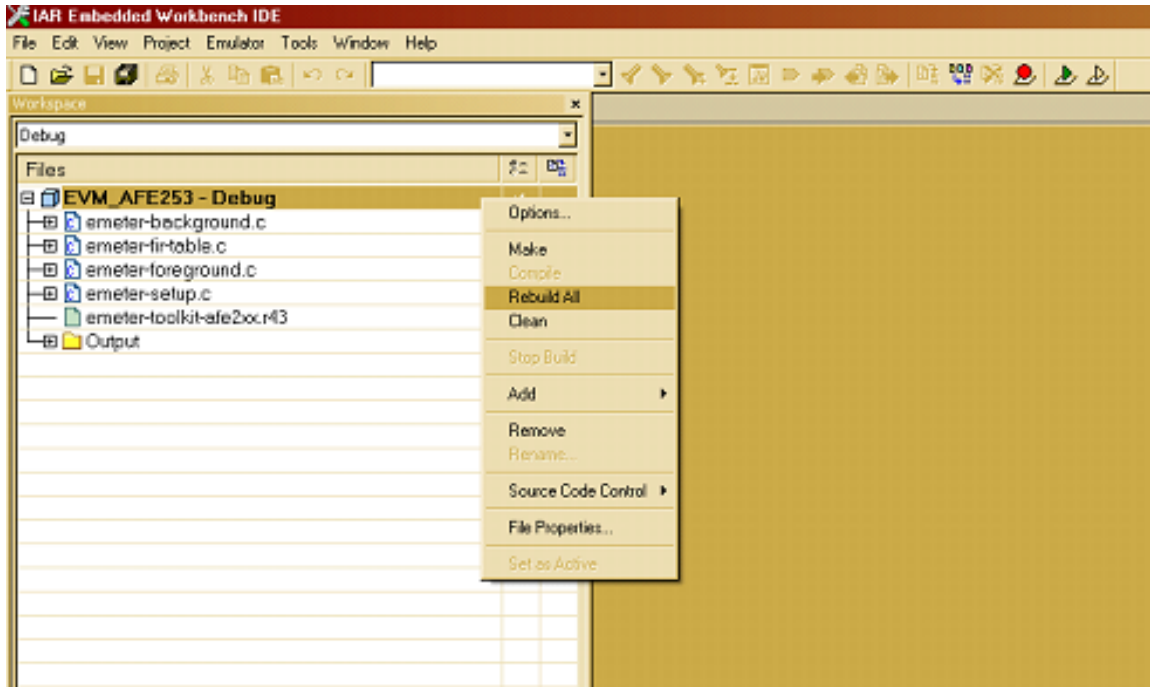 IAR Embedded Workbench IDE
File Edit View Project Emulator Tools Window Help
Workspace
Debug
Files
EVM_AFE253 - Debug
emeter-background.c
emeter-fir-table.c
emeter-foreground.c
emeter-setup.c
emeter-toolkit-afe2xx.r43
Output
Options...
Make
Compile
Rebuild All
Clean
Stop Build
Add
Remove
Rename...
Source Code Control
File Properties...
Set as Active